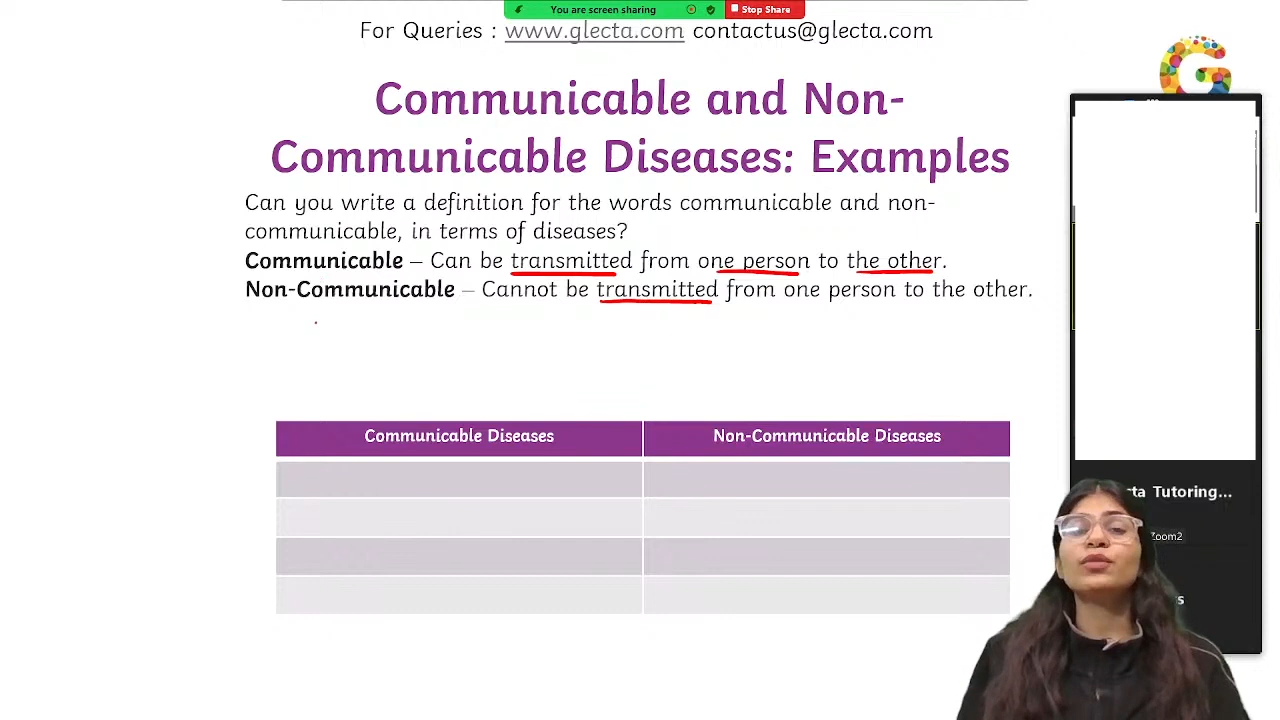 You are screen sharing Stop Share
For Queries : www.glecta.com contactus@glecta.com
G
Communicable and Non-
Communicable Diseases: Examples
Can you write a definition for the words communicable and non-
communicable, in terms of diseases?
Communicable – Can be transmitted from one person to the other.
Non-Communicable – Cannot be transmitted from one person to the other.
Communicable Diseases Non-Communicable Diseases
Tutoring...
Zoom2